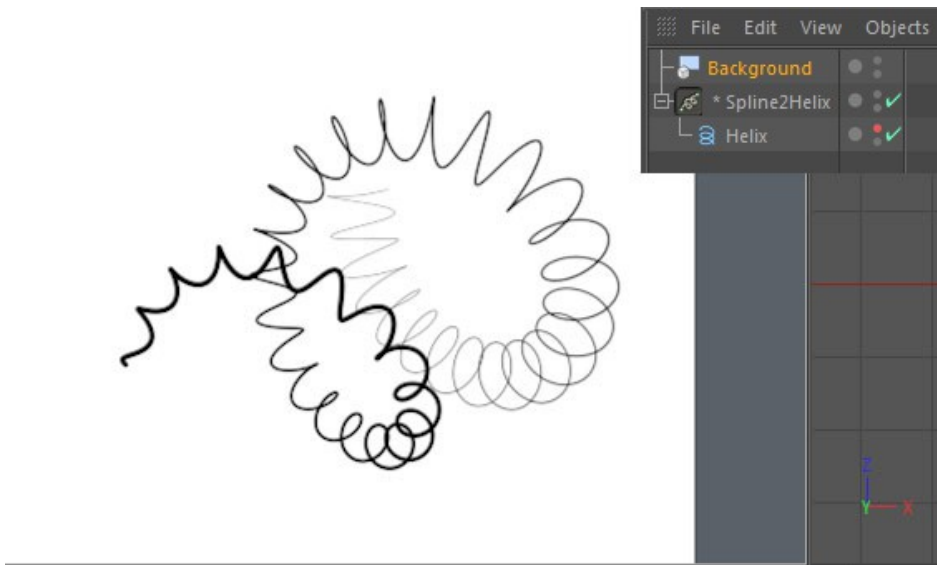 File Edit View Objects
Background
* Spline2Helix
Helix
Z
Y X